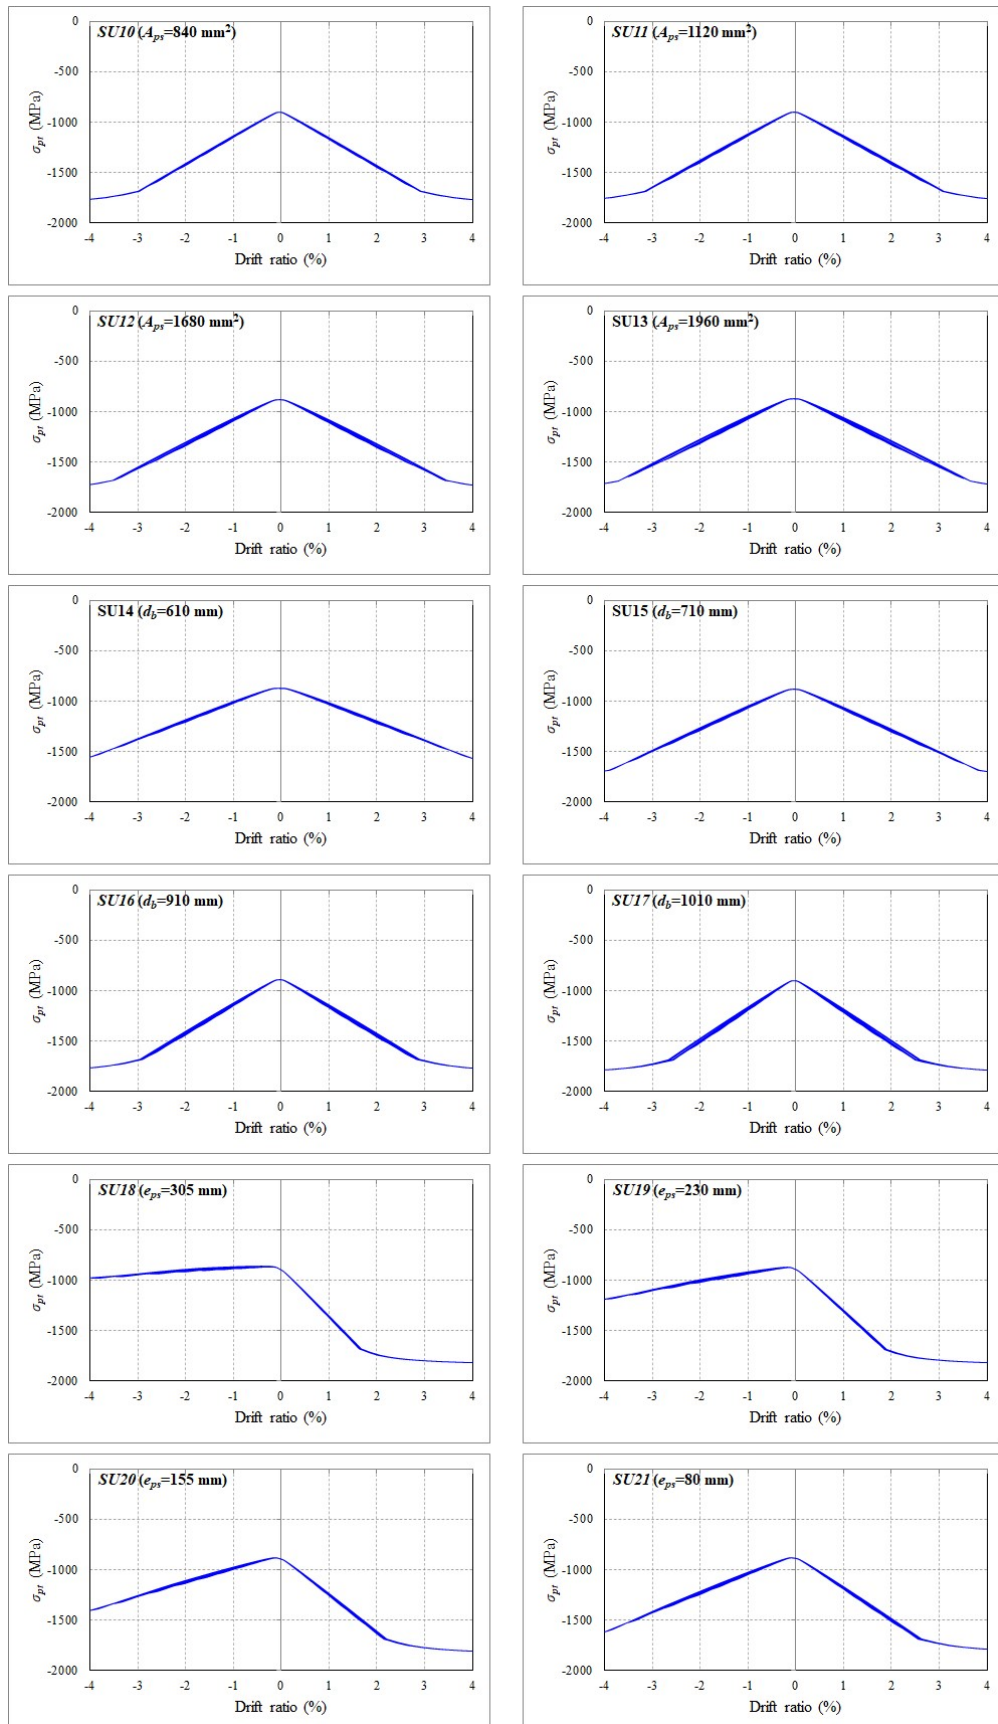 SU10 (Aps=840 mm²)
0
-500
-1000
-1500
-2000
σpt (MPa)
-4 -3 -2 -1 0 1 2 3 4
Drift ratio (%)
SU11 (Aps=1120 mm²)
0
-500
-1000
-1500
-2000
σpt (MPa)
-4 -3 -2 -1 0 1 2 3 4
Drift ratio (%)
SU12 (Aps=1680 mm²)
0
-500
-1000
-1500
-2000
σpt (MPa)
-4 -3 -2 -1 0 1 2 3 4
Drift ratio (%)
SU13 (Aps=1960 mm²)
0
-500
-1000
-1500
-2000
σpt (MPa)
-4 -3 -2 -1 0 1 2 3 4
Drift ratio (%)
SU14 (db=610 mm)
0
-500
-1000
-1500
-2000
σpt (MPa)
-4 -3 -2 -1 0 1 2 3 4
Drift ratio (%)
SU15 (db=710 mm)
0
-500
-1000
-1500
-2000
σpt (MPa)
-4 -3 -2 -1 0 1 2 3 4
Drift ratio (%)
SU16 (db=910 mm)
0
-500
-1000
-1500
-2000
σpt (MPa)
-4 -3 -2 -1 0 1 2 3 4
Drift ratio (%)
SU17 (db=1010 mm)
0
-500
-1000
-1500
-2000
σpt (MPa)
-4 -3 -2 -1 0 1 2 3 4
Drift ratio (%)
SU18 (eps=305 mm)
0
-500
-1000
-1500
-2000
σpt (MPa)
-4 -3 -2 -1 0 1 2 3 4
Drift ratio (%)
SU19 (eps=230 mm)
0
-500
-1000
-1500
-2000
σpt (MPa)
-4 -3 -2 -1 0 1 2 3 4
Drift ratio (%)
SU20 (eps=155 mm)
0
-500
-1000
-1500
-2000
σpt (MPa)
-4 -3 -2 -1 0 1 2 3 4
Drift ratio (%)
SU21 (eps=80 mm)
0
-500
-1000
-1500
-2000
σpt (MPa)
-4 -3 -2 -1 0 1 2 3 4
Drift ratio (%)